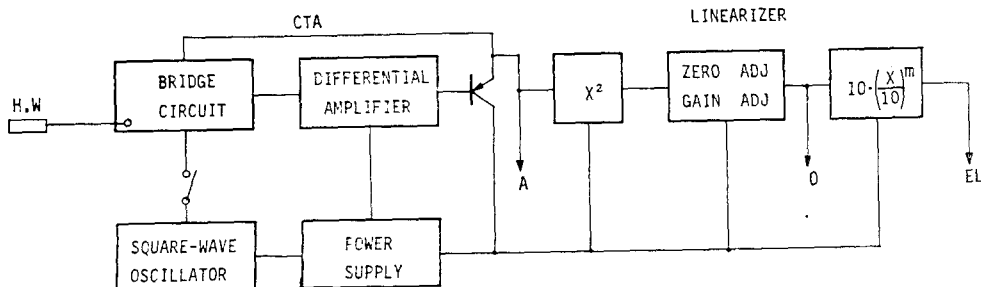 CTA
LINEARIZER
H.W
BRIDGE
CIRCUIT
DIFFERENTIAL
AMPLIFIER
X²
ZERO ADJ
GAIN ADJ
10·(X/10)^m
A
O
EL
SQUARE-WAVE
OSCILLATOR
POWER
SUPPLY